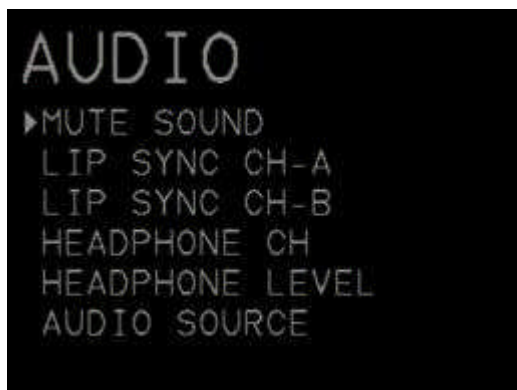 AUDIO
MUTE SOUND
LIP SYNC CH-A
LIP SYNC CH-B
HEADPHONE CH
HEADPHONE LEVEL
AUDIO SOURCE